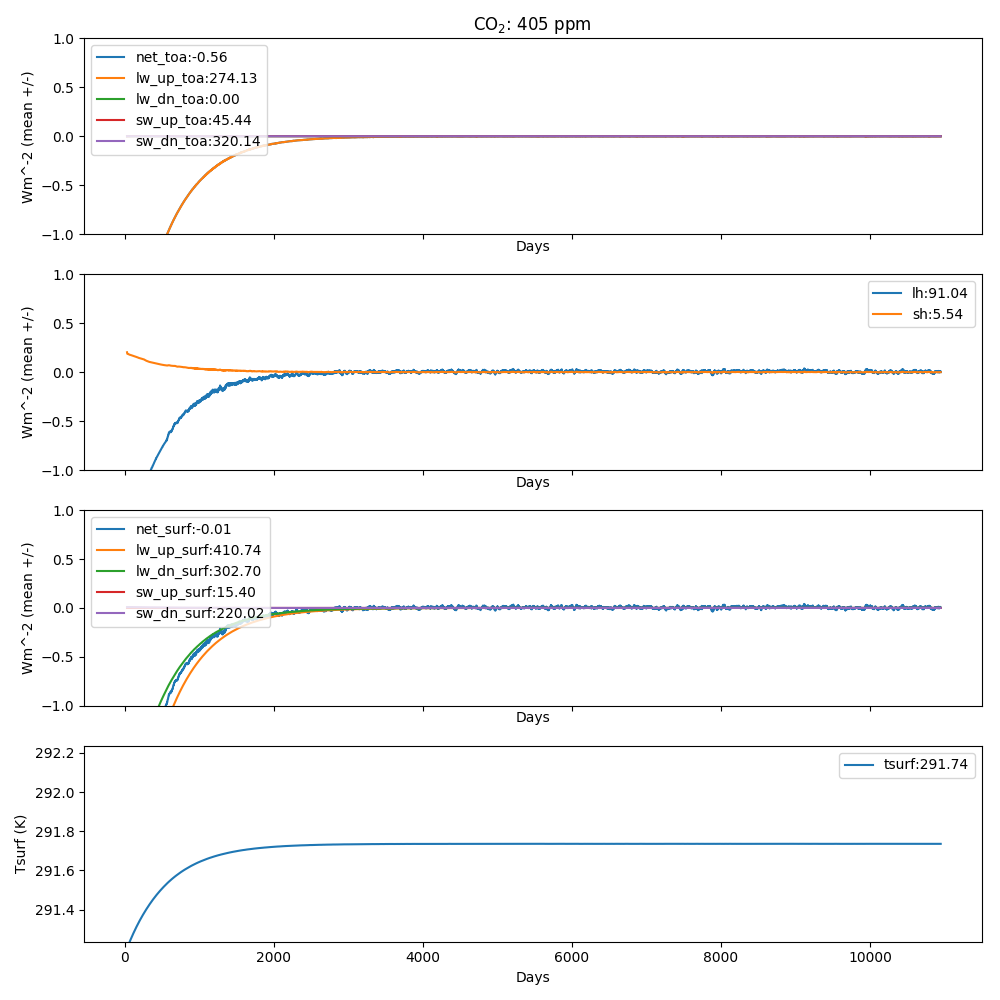 CO₂: 405 ppm
1.0
0.5
0.0
−0.5
−1.0
Wm^-2 (mean +/-)
net_toa:-0.56
lw_up_toa:274.13
lw_dn_toa:0.00
sw_up_toa:45.44
sw_dn_toa:320.14
Days
1.0
0.5
0.0
−0.5
−1.0
Wm^-2 (mean +/-)
lh:91.04
sh:5.54
Days
1.0
0.5
0.0
−0.5
−1.0
Wm^-2 (mean +/-)
net_surf:-0.01
lw_up_surf:410.74
lw_dn_surf:302.70
sw_up_surf:15.40
sw_dn_surf:220.02
Days
292.2
292.0
291.8
291.6
291.4
Tsurf (K)
tsurf:291.74
0 2000 4000 6000 8000 10000
Days